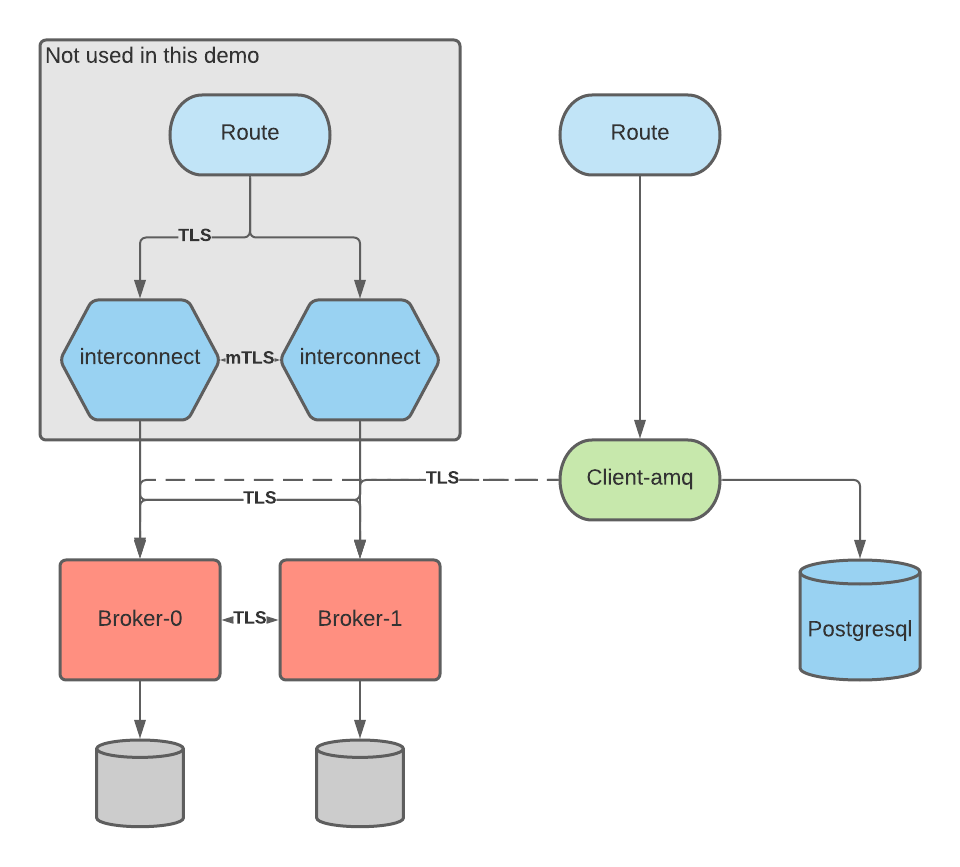 Not used in this demo
Route
Route
TLS
interconnect
mTLS
interconnect
Client-amq
TLS
TLS
Broker-0
TLS
Broker-1
Postgresql